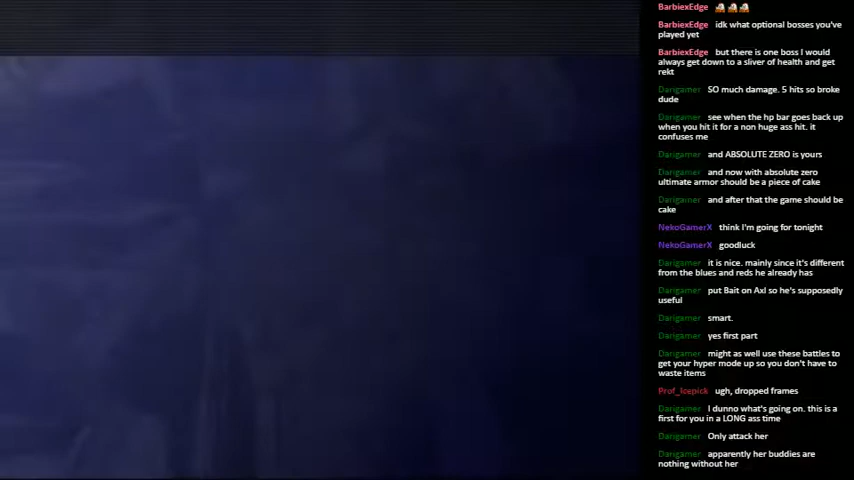 BarbiexEdge
BarbiexEdge idk what optional bosses you've
played yet
BarbiexEdge but there is one boss I would
always get down to a sliver of health and get
rekt
Darigamer SO much damage. 5 hits so broke
dude
Darigamer see when the hp bar goes back up
when you hit it for a non huge ass hit. it
confuses me
Darigamer and ABSOLUTE ZERO is yours
Darigamer and now with absolute zero
ultimate armor should be a piece of cake
Darigamer and after that the game should be
cake
NekoGamerX think I'm going for tonight
NekoGamerX goodluck
Darigamer it is nice. mainly since it's different
from the blues and reds he already has
Darigamer put Bait on Axl so he's supposedly
useful
Darigamer smart.
Darigamer yes first part
Darigamer might as well use these battles to
get your hyper mode up so you don't have to
waste items
Prof_Icepick ugh, dropped frames
Darigamer I dunno what's going on. this is a
first for you in a LONG ass time
Darigamer Only attack her
Darigamer apparently her buddies are
nothing without her